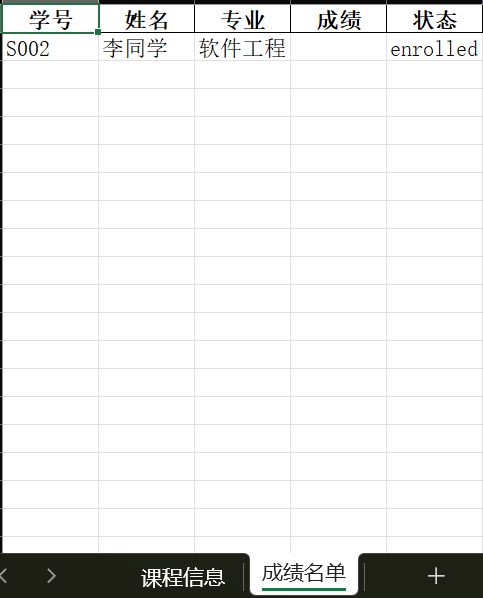 学号 姓名 专业 成绩 状态
S002 李同学 软件工程 enrolled
课程信息 成绩名单 +